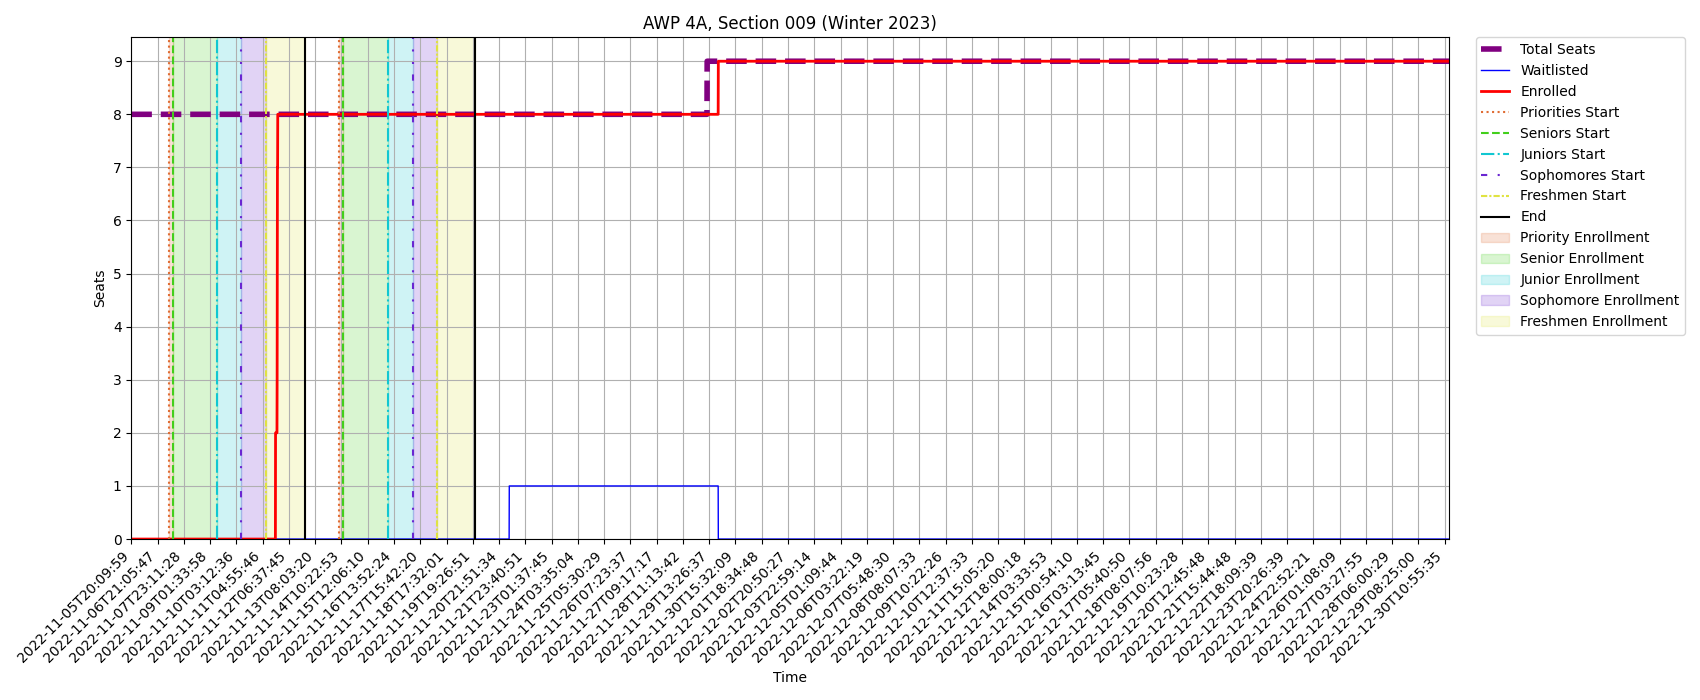 AWP 4A, Section 009 (Winter 2023)
Seats
9
8
7
6
5
4
3
2
1
0
2022-11-05T20:09:59
2022-11-06T21:05:47
2022-11-07T23:11:28
2022-11-09T01:33:58
2022-11-10T03:12:36
2022-11-11T04:55:46
2022-11-12T06:37:45
2022-11-13T08:03:20
2022-11-14T10:22:53
2022-11-15T12:06:10
2022-11-16T13:52:24
2022-11-17T15:42:20
2022-11-18T17:32:01
2022-11-19T19:26:51
2022-11-20T21:51:34
2022-11-21T23:40:51
2022-11-23T01:37:45
2022-11-24T03:35:04
2022-11-25T05:30:29
2022-11-26T07:23:37
2022-11-27T09:17:17
2022-11-28T11:13:42
2022-11-29T13:26:37
2022-11-30T15:32:09
2022-12-01T18:34:48
2022-12-02T20:50:27
2022-12-03T22:59:14
2022-12-05T01:09:44
2022-12-06T03:22:19
2022-12-07T05:48:30
2022-12-08T08:07:33
2022-12-09T10:22:26
2022-12-10T12:37:33
2022-12-11T15:05:20
2022-12-12T18:00:18
2022-12-14T03:33:53
2022-12-15T00:54:10
2022-12-16T03:13:45
2022-12-17T05:40:50
2022-12-18T08:07:56
2022-12-19T10:23:28
2022-12-20T12:45:48
2022-12-21T15:44:48
2022-12-22T18:09:39
2022-12-23T20:26:39
2022-12-24T22:52:21
2022-12-26T01:08:09
2022-12-27T03:27:55
2022-12-28T06:00:29
2022-12-29T08:25:00
2022-12-30T10:55:35
Time
Total Seats
Waitlisted
Enrolled
Priorities Start
Seniors Start
Juniors Start
Sophomores Start
Freshmen Start
End
Priority Enrollment
Senior Enrollment
Junior Enrollment
Sophomore Enrollment
Freshmen Enrollment